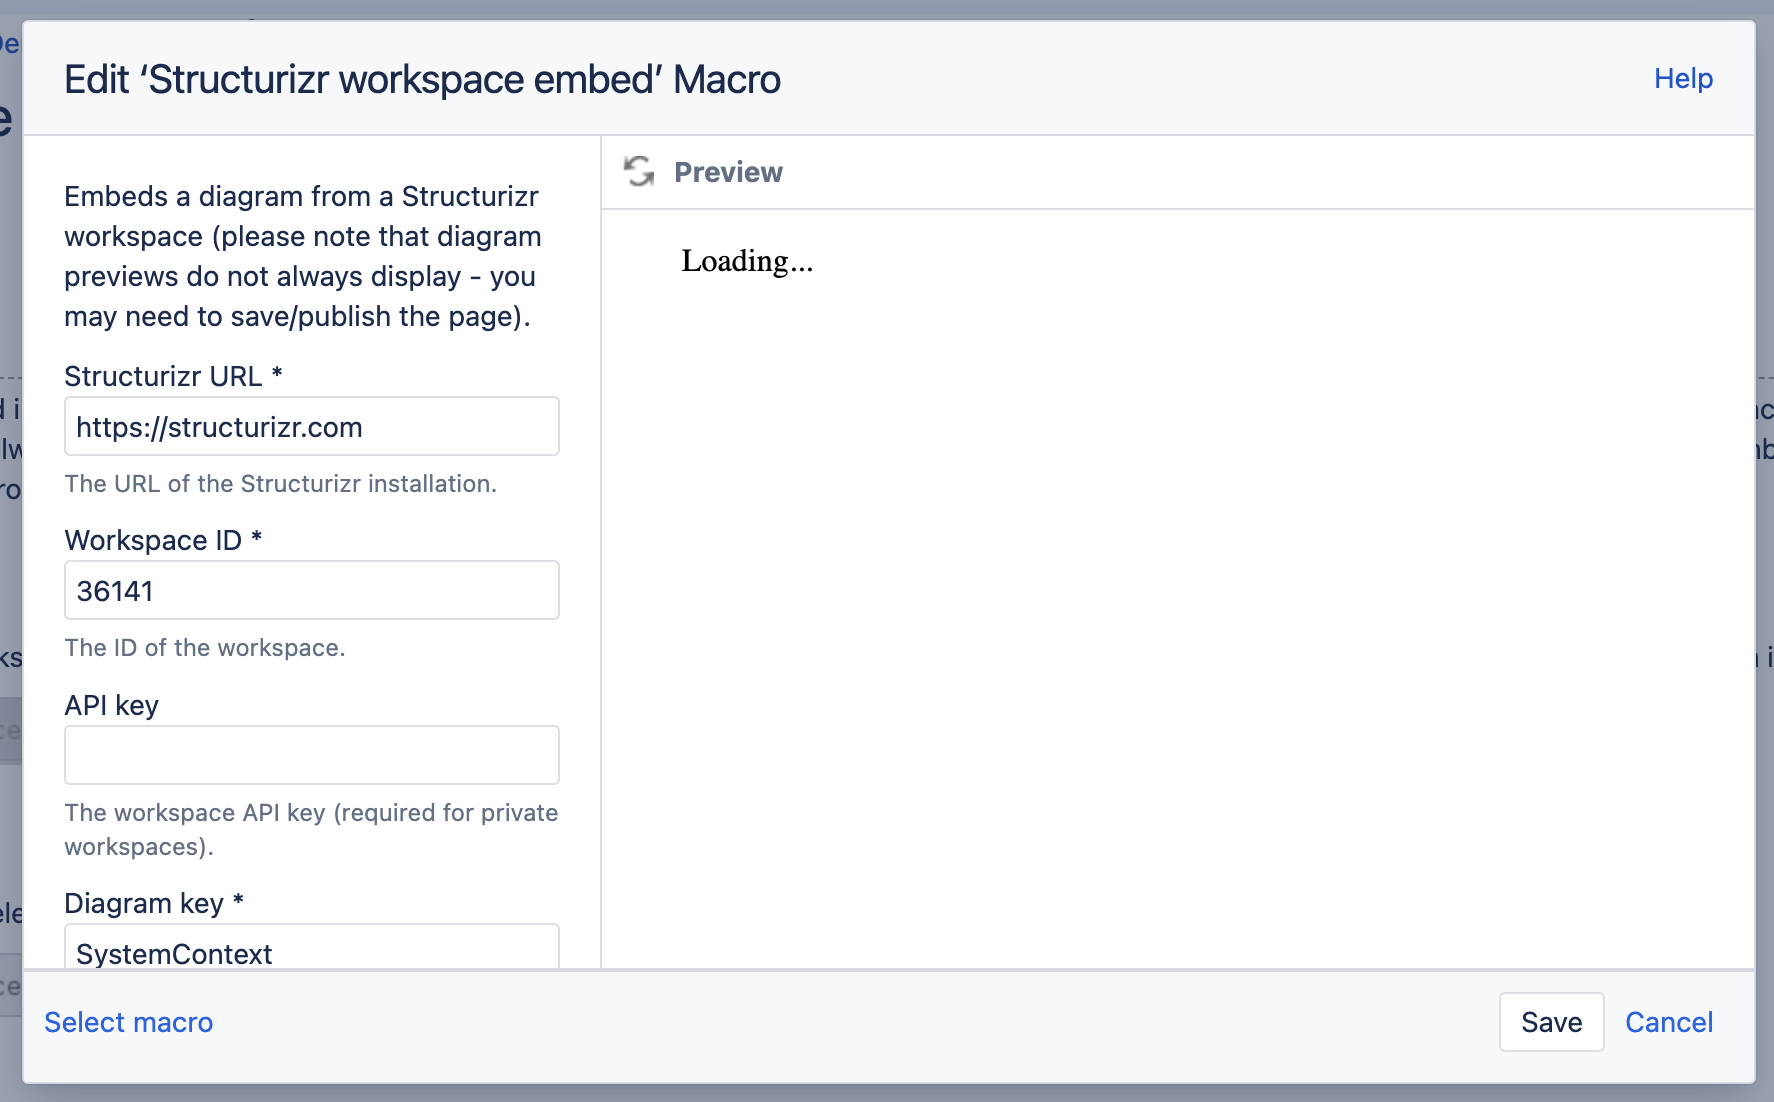 Edit ‘Structurizr workspace embed’ Macro
Help
Embeds a diagram from a Structurizr
workspace (please note that diagram
previews do not always display - you
may need to save/publish the page).
Structurizr URL *
https://structurizr.com
The URL of the Structurizr installation.
Workspace ID *
36141
The ID of the workspace.
API key
The workspace API key (required for private
workspaces).
Diagram key *
SystemContext
Preview
Loading...
Select macro
Save
Cancel